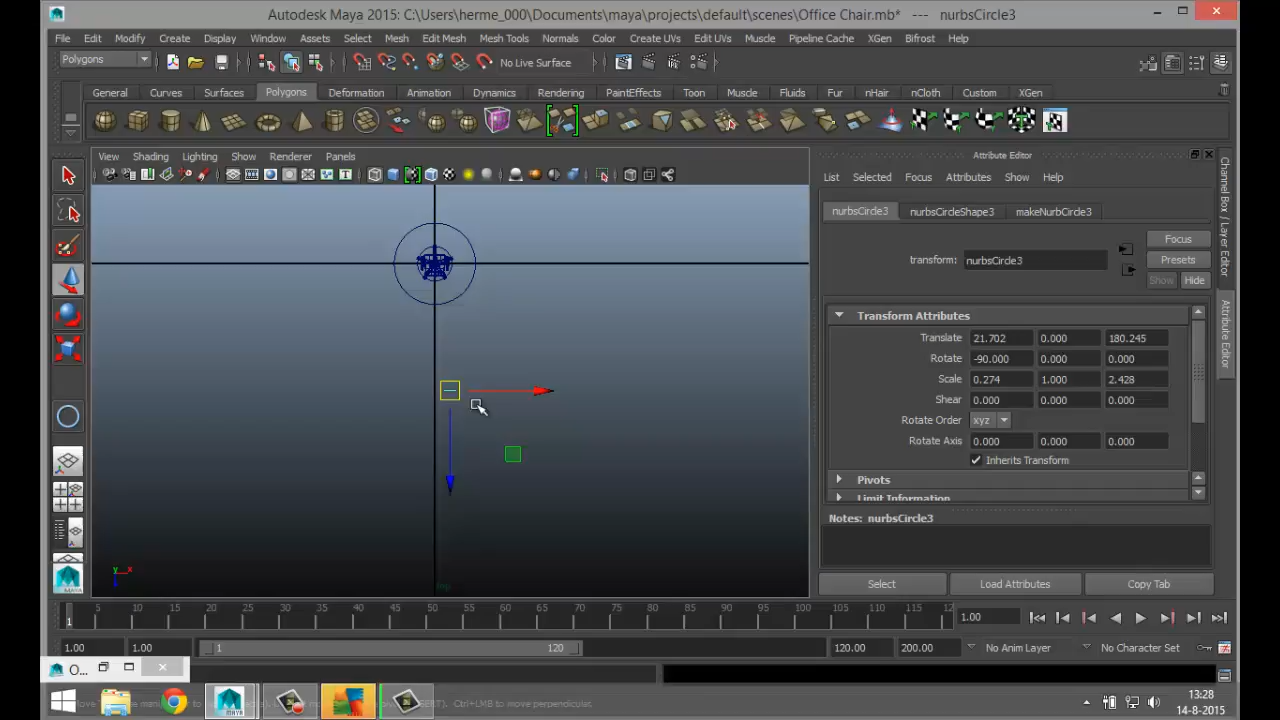 Autodesk Maya 2015: C:\Users\herme_000\Documents\maya\projects\default\scenes\Office Chair.mb* --- nurbsCircle3
File Edit Modify Create Display Window Assets Select Mesh Edit Mesh Mesh Tools Normals Color Create UVs Edit UVs Muscle Pipeline Cache XGen Bifrost Help
Polygons No Live Surface
General Curves Surfaces Polygons Deformation Animation Dynamics Rendering PaintEffects Toon Muscle Fluids Fur nHair nCloth Custom XGen
View Shading Lighting Show Renderer Panels
Attribute Editor
List Selected Focus Attributes Show Help
nurbsCircle3 nurbsCircleShape3 makeNurbCircle3
Focus
transform: nurbsCircle3
Presets
Show Hide
Transform Attributes
Translate 21.702 0.000 180.245
Rotate -90.000 0.000 0.000
Scale 0.274 1.000 2.428
Shear 0.000 0.000 0.000
Rotate Order xyz
Rotate Axis 0.000 0.000 0.000
Inherits Transform
Pivots
Limit Information
Notes: nurbsCircle3
Select Load Attributes Copy Tab
Channel Box / Layer Editor
Attribute Editor
y x
top
5 10 15 20 25 30 35 40 45 50 55 60 65 70 75 80 85 90 95 100 105 110 115 12
1
1.00
1.00 1.00 1 120 120.00 200.00 No Anim Layer No Character Set
O...
MAYA
Ctrl+LMB to move perpendicular.
13:28
14-8-2015